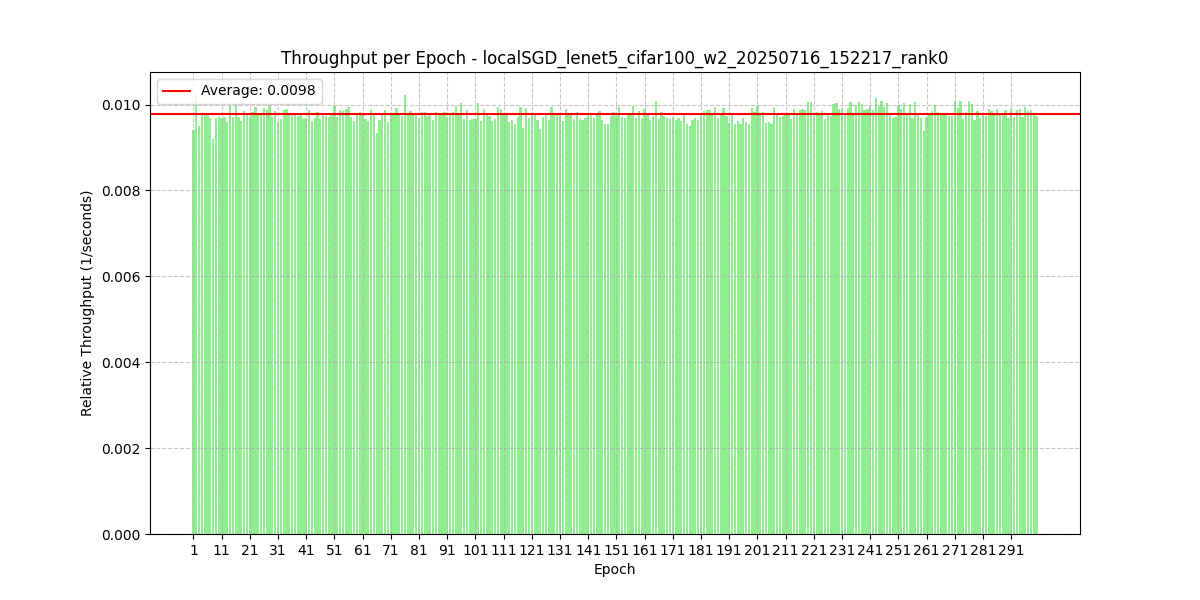 Throughput per Epoch - localSGD_lenet5_cifar100_w2_20250716_152217_rank0
Average: 0.0098
0.010
0.008
0.006
0.004
0.002
0.000
Relative Throughput (1/seconds)
1 11 21 31 41 51 61 71 81 91 101 111 121 131 141 151 161 171 181 191 201 211 221 231 241 251 261 271 281 291
Epoch